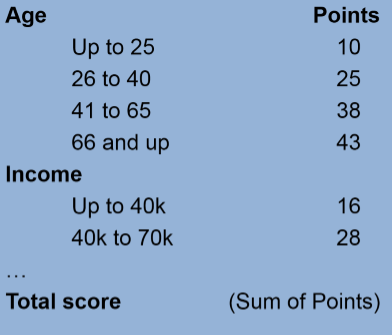 Age Points
Up to 25 10
26 to 40 25
41 to 65 38
66 and up 43
Income
Up to 40k 16
40k to 70k 28
...
Total score (Sum of Points)